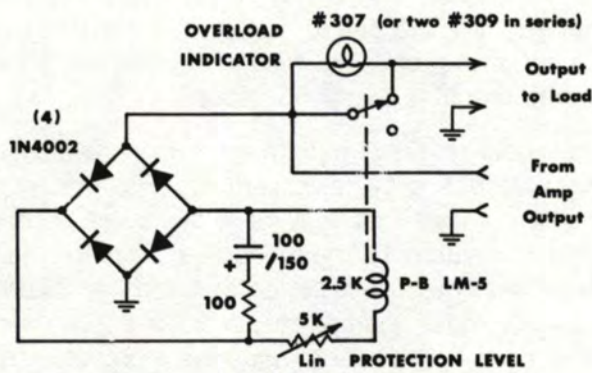 #307 (or two #309 in series)
OVERLOAD
INDICATOR
Output
to Load
(4)
1N4002
From
Amp
Output
100
/150
+
2.5 K
P-B LM-5
100
5 K
Lin
PROTECTION LEVEL